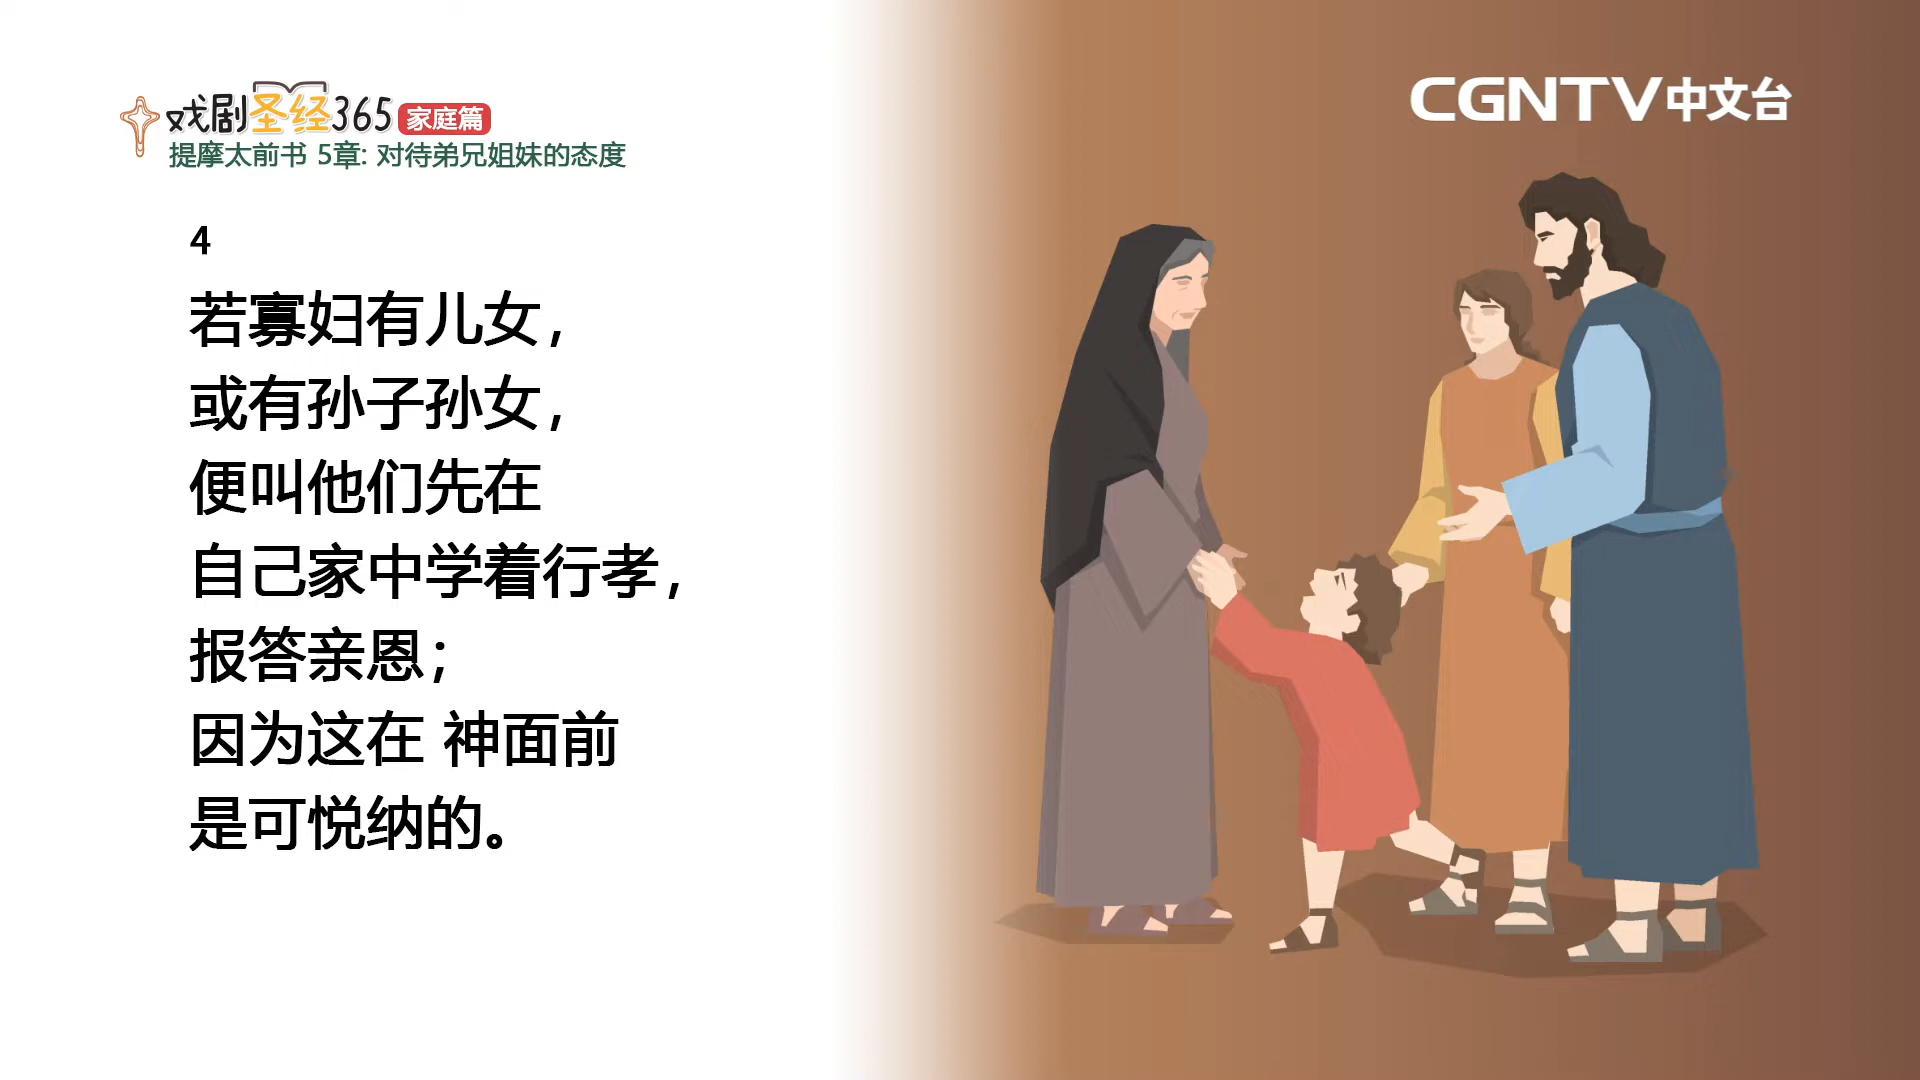 戏剧圣经365 家庭篇
CGNTV中文台
提摩太前书 5章: 对待弟兄姐妹的态度
4
若寡妇有儿女，
或有孙子孙女，
便叫他们先在
自己家中学着行孝，
报答亲恩；
因为这在 神面前
是可悦纳的。